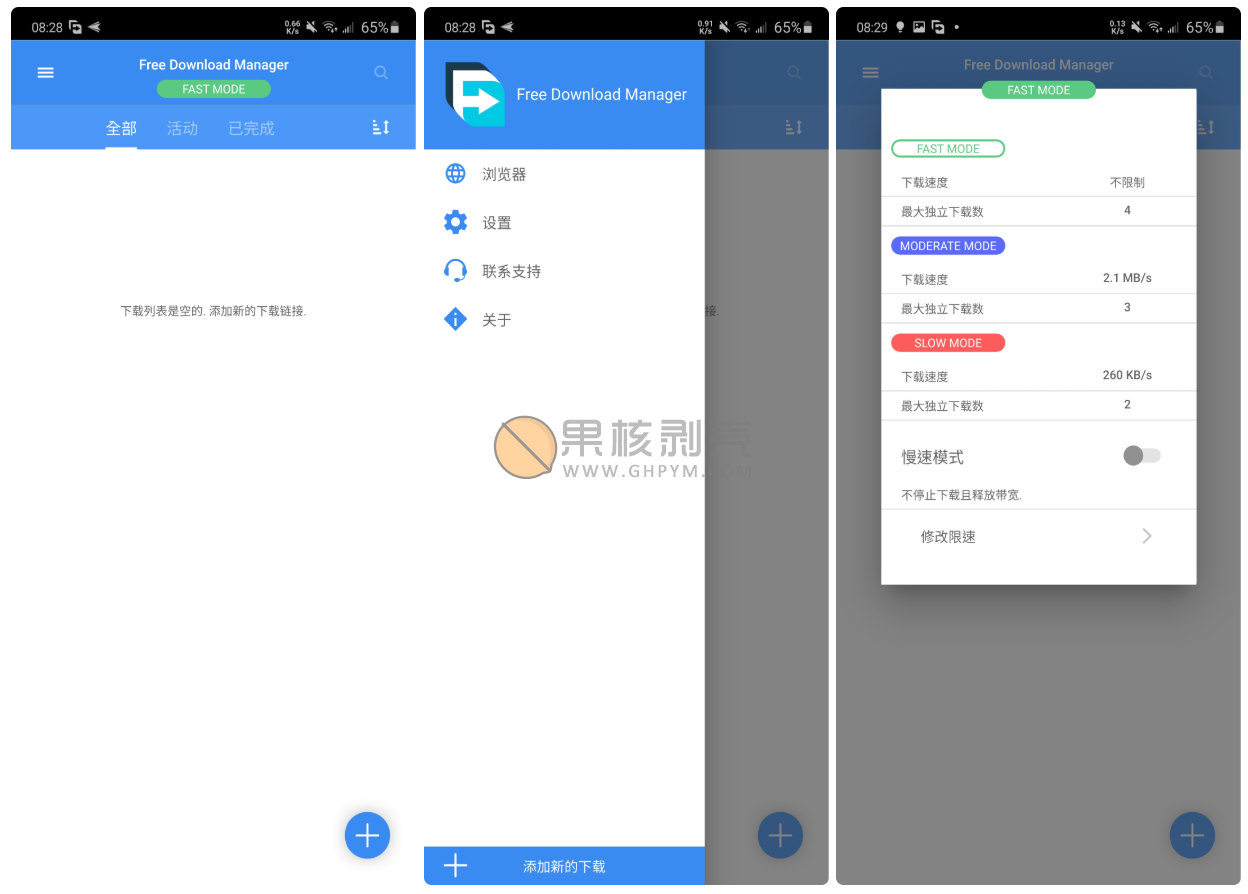 08:28
0.66
K/s
65%
Free Download Manager
FAST MODE
全部 活动 已完成
下载列表是空的. 添加新的下载链接.
08:28
0.91
K/s
65%
Free Download Manager
浏览器
设置
联系支持
关于
接.
添加新的下载
果核剥壳
WWW.GHPYM.COM
08:29
0.13
K/s
65%
Free Download Manager
FAST MODE
FAST MODE
下载速度 不限制
最大独立下载数 4
MODERATE MODE
下载速度 2.1 MB/s
最大独立下载数 3
SLOW MODE
下载速度 260 KB/s
最大独立下载数 2
慢速模式
不停止下载且释放带宽.
修改限速